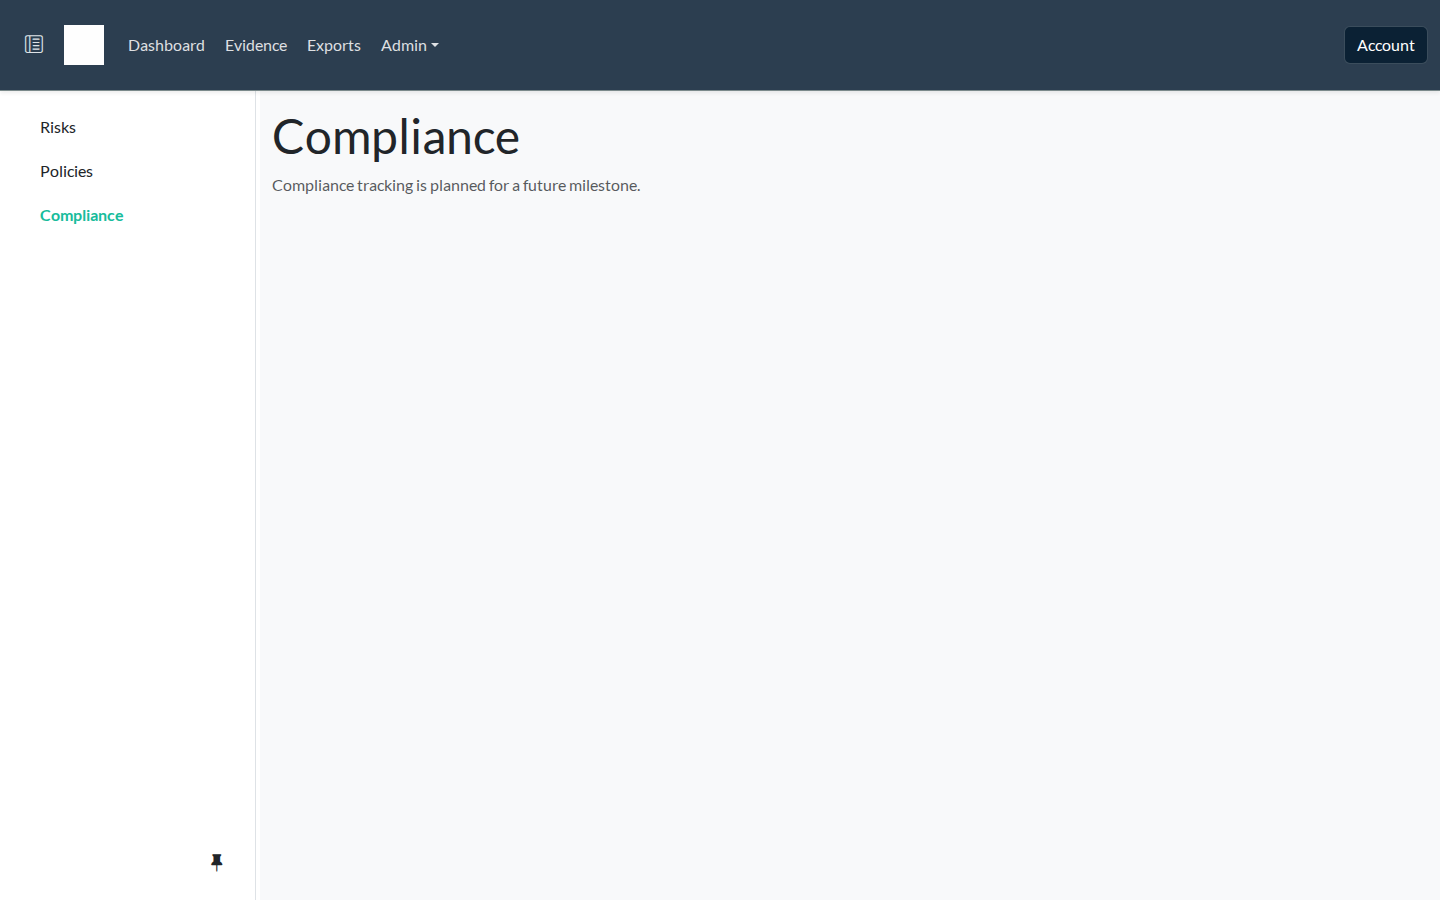 Dashboard Evidence Exports Admin Account
Risks
Policies
Compliance
Compliance
Compliance tracking is planned for a future milestone.